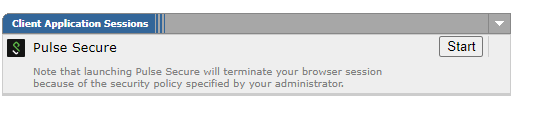 Client Application Sessions
Pulse Secure
Start
Note that launching Pulse Secure will terminate your browser session
because of the security policy specified by your administrator.